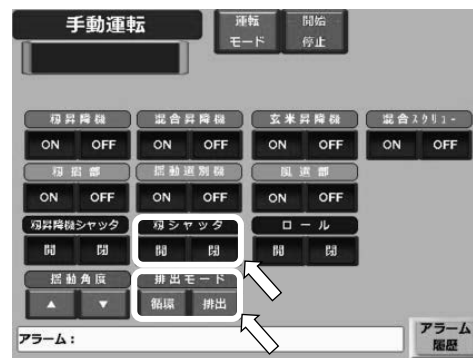 手動運転
運転 開始
モード 停止
籾昇降機 混合昇降機 玄米昇降機 混合スクリュー
ON OFF ON OFF ON OFF ON OFF
籾摺部 揺動選別機 風選部
ON OFF ON OFF ON OFF
籾昇降機シャッタ 籾シャッタ ロール
開 閉 開 閉 開 閉
揺動角度 排出モード
▲ ▼ 循環 排出
アラーム：
アラーム
履歴